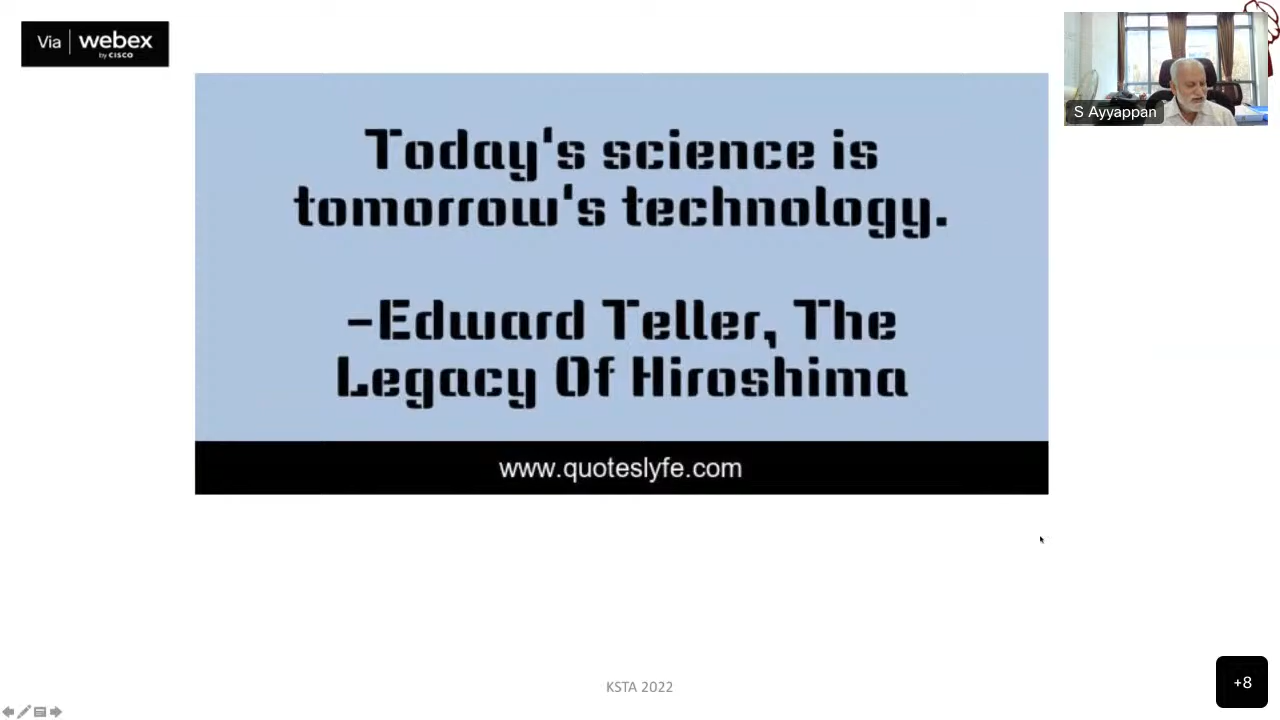 Via webex
by CISCO
S Ayyappan
Today's science is
tomorrow's technology.
-Edward Teller, The
Legacy Of Hiroshima
www.quoteslyfe.com
KSTA 2022
+8